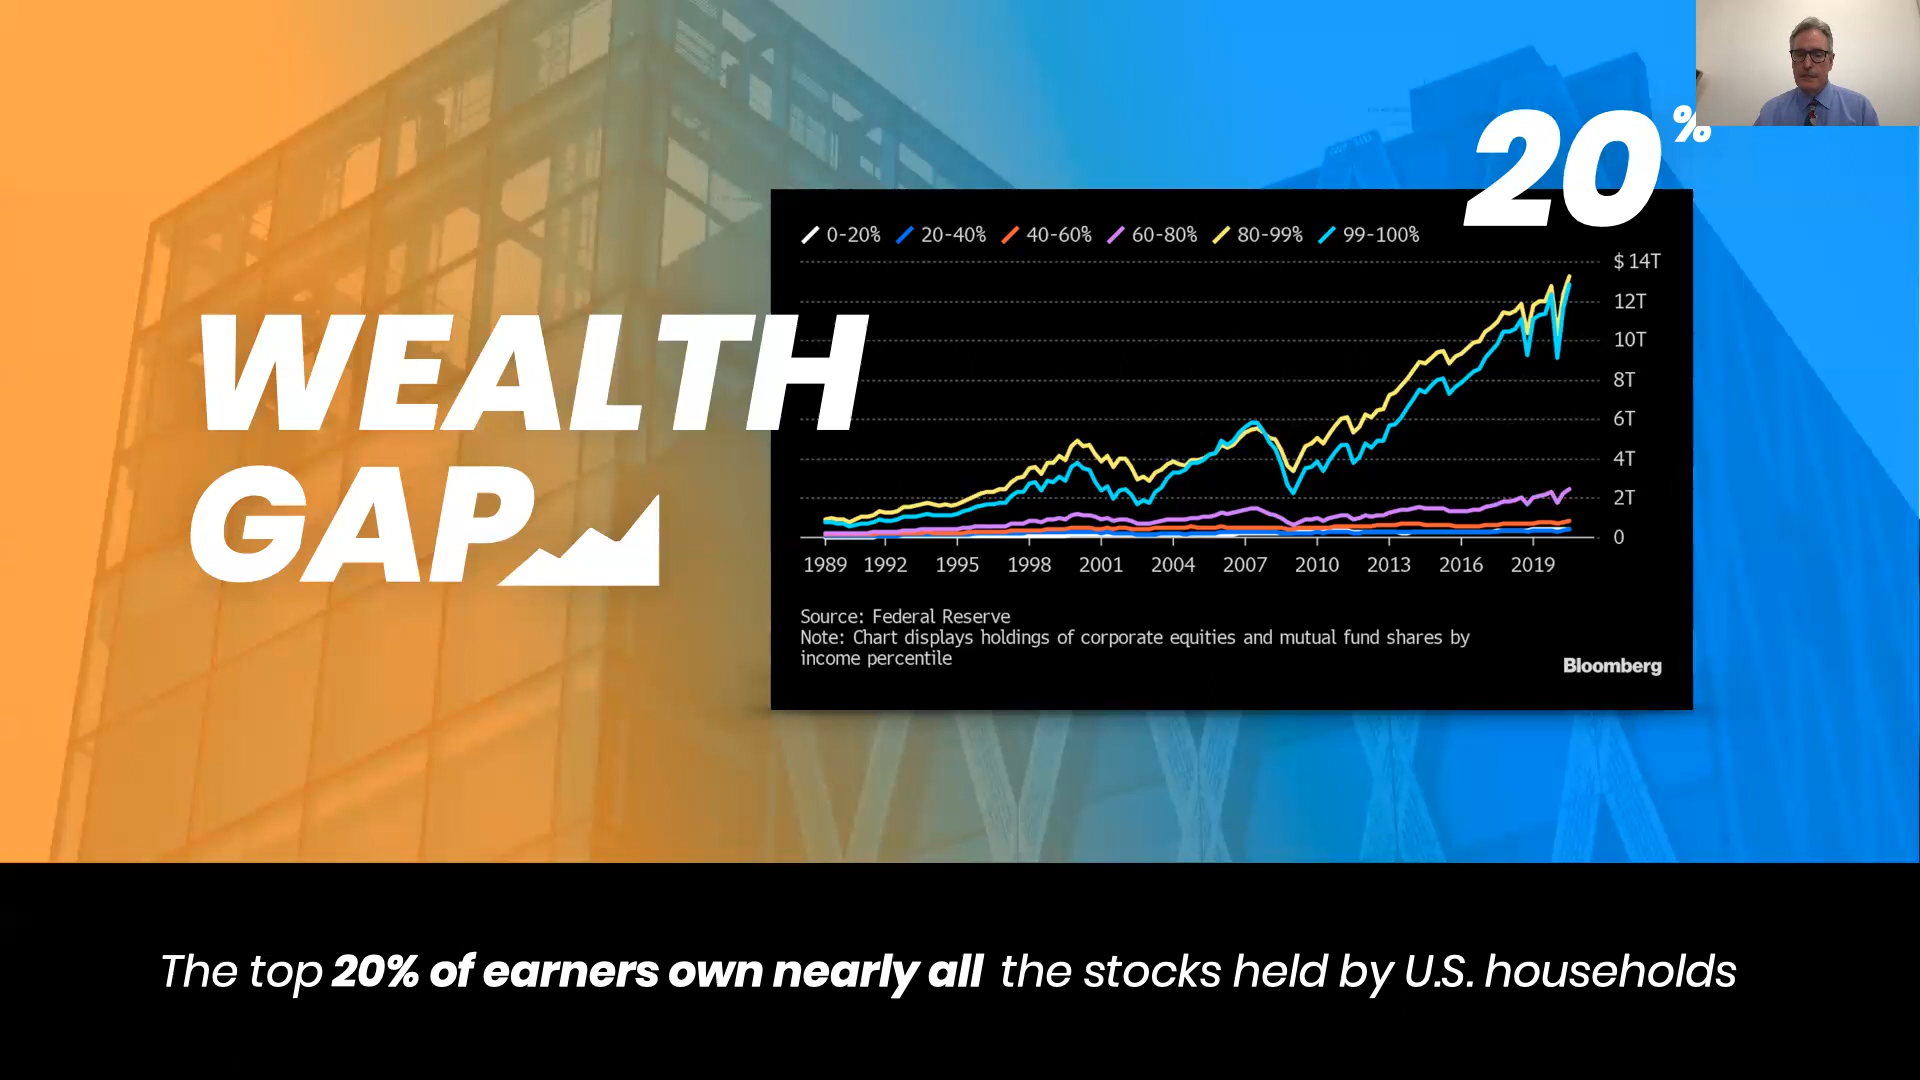 20%
0-20% 20-40% 40-60% 60-80% 80-99% 99-100%
$ 14T
12T
10T
8T
6T
4T
2T
0
WEALTH
GAP
1989 1992 1995 1998 2001 2004 2007 2010 2013 2016 2019
Source: Federal Reserve
Note: Chart displays holdings of corporate equities and mutual fund shares by
income percentile
Bloomberg
The top 20% of earners own nearly all the stocks held by U.S. households